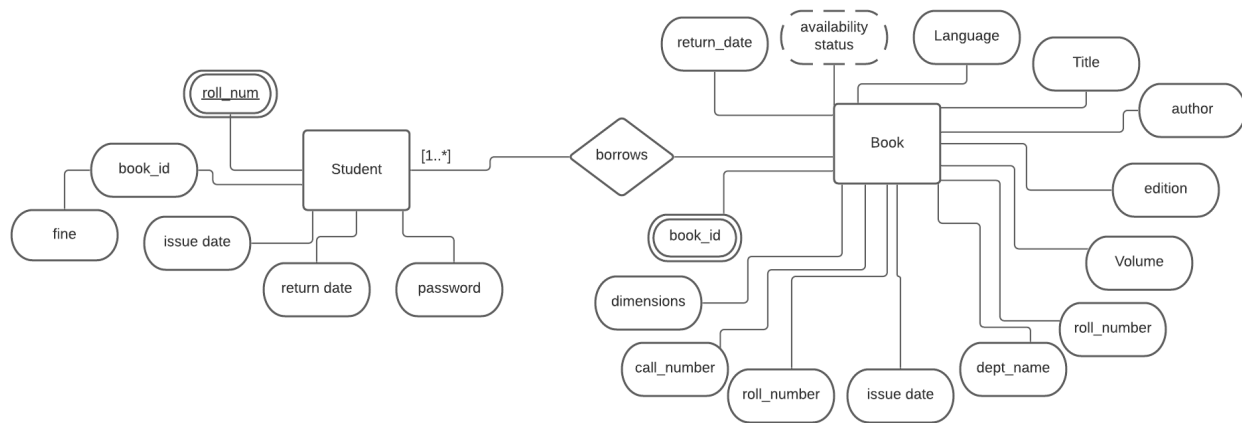 availability
status
Language
return_date
Title
roll_num
author
[1..*]
borrows
Book
book_id
Student
edition
fine
issue date
book_id
Volume
return date
password
dimensions
roll_number
call_number
dept_name
roll_number
issue date